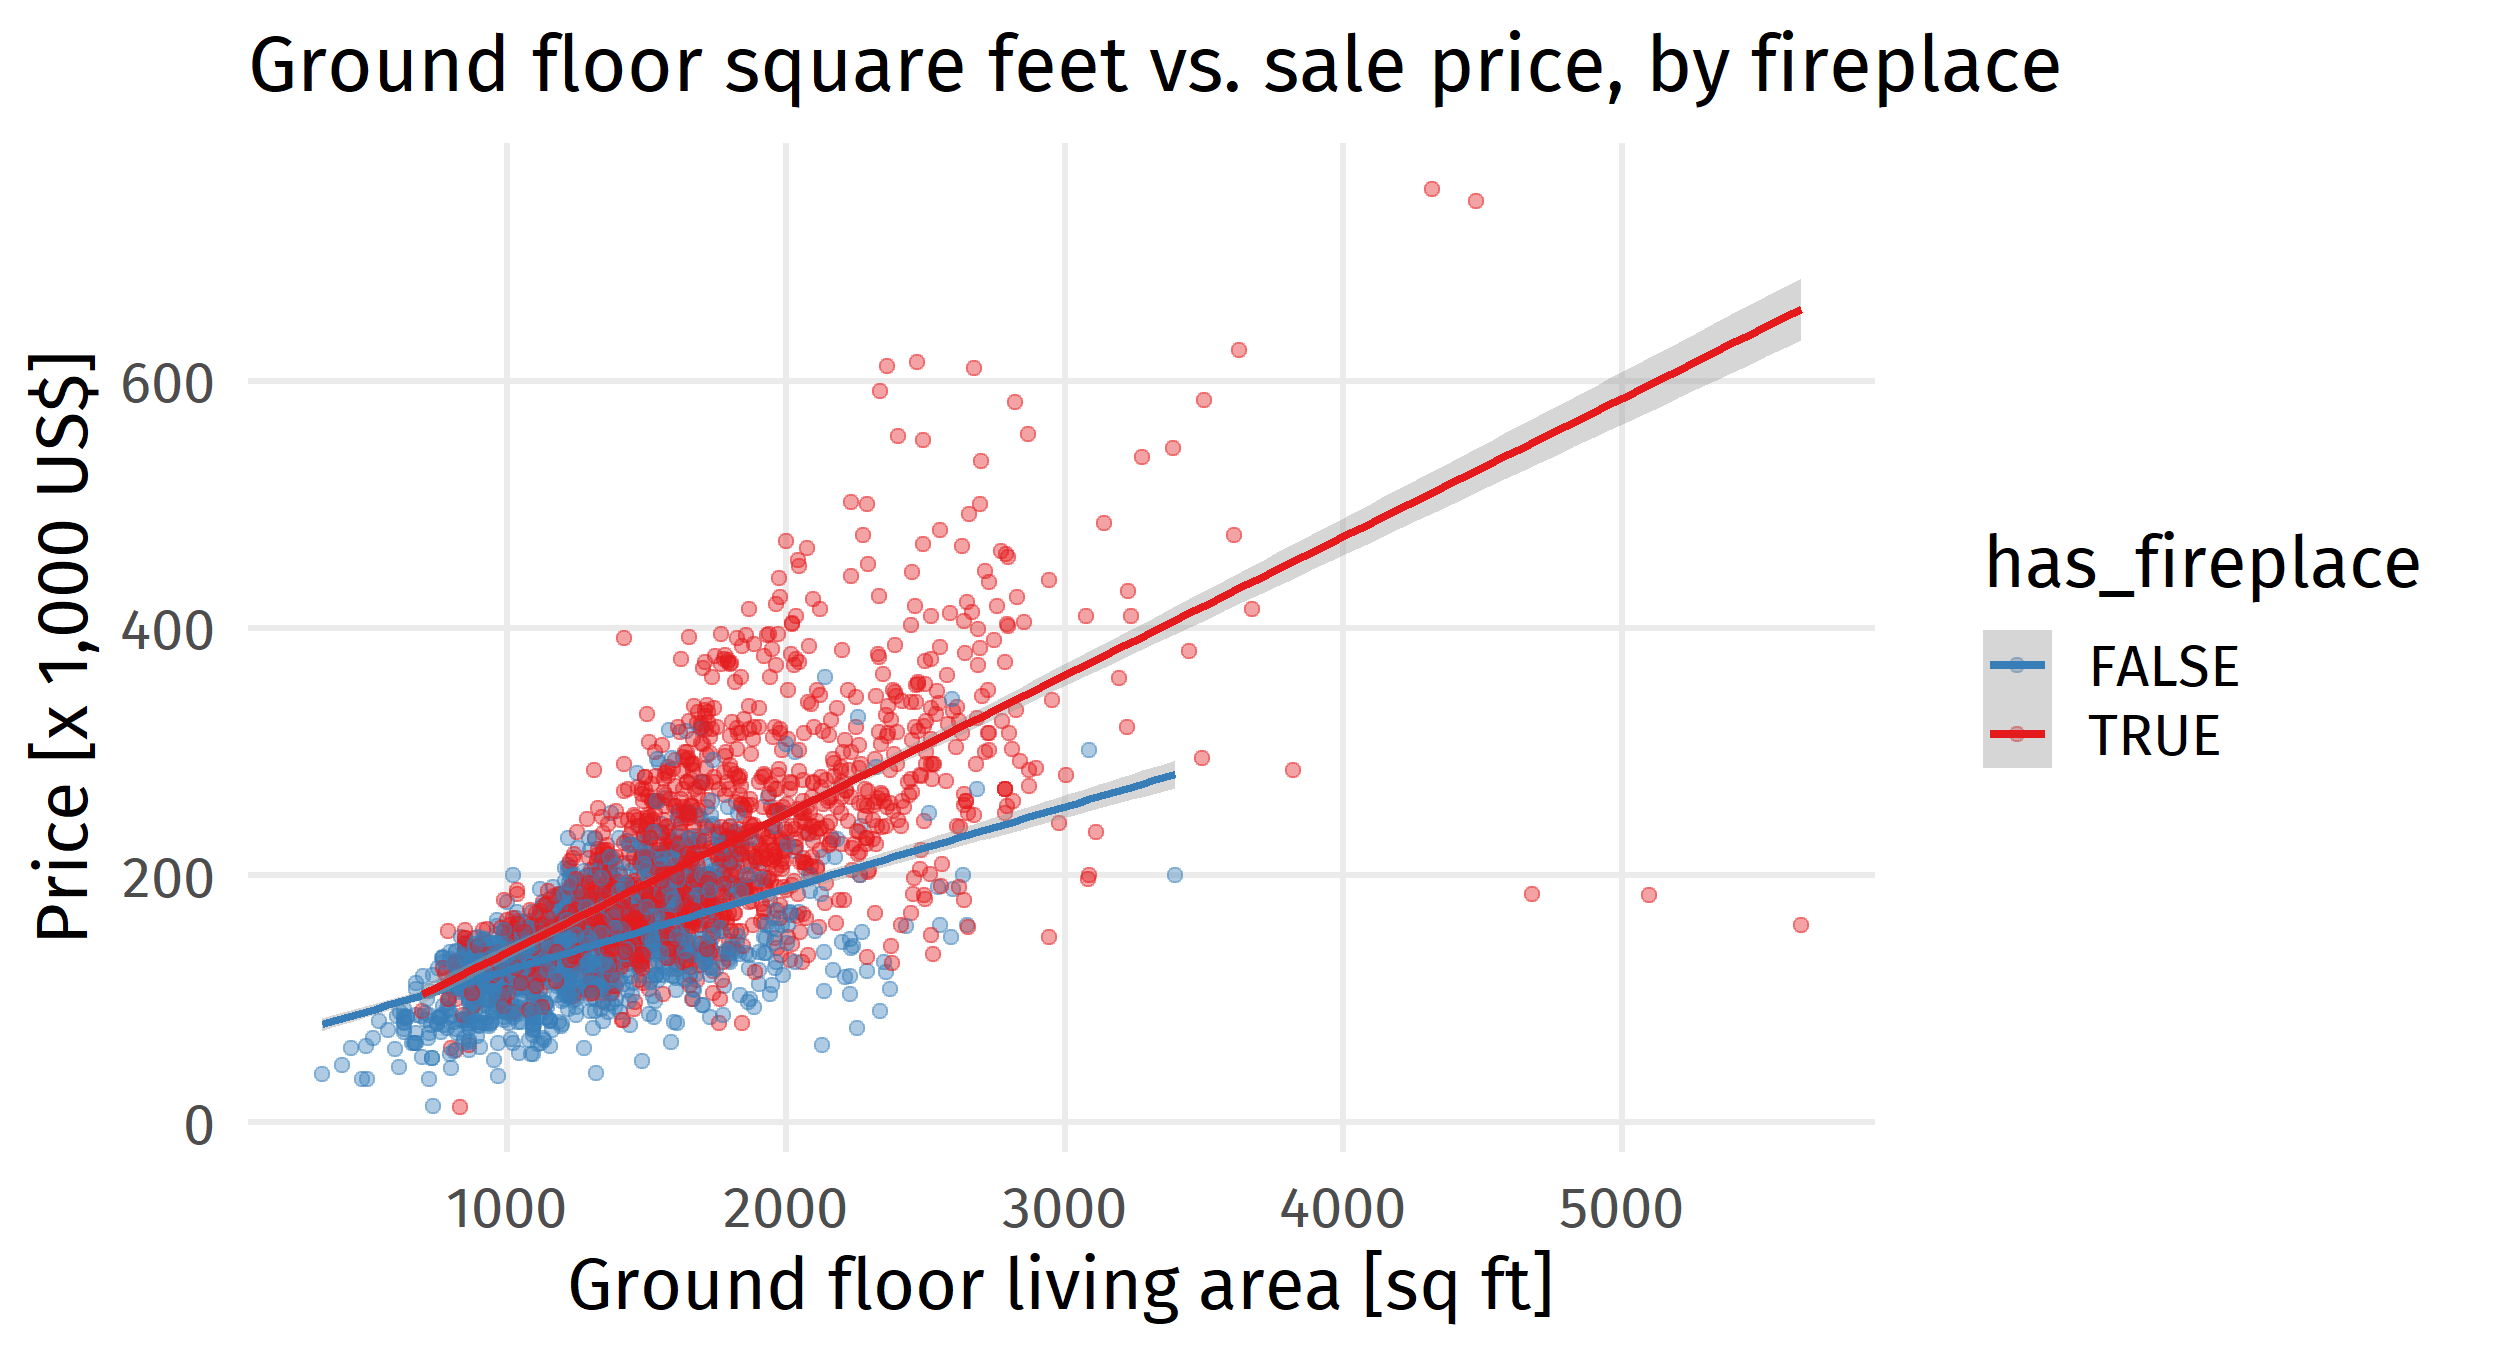 Ground floor square feet vs. sale price, by fireplace
Price [x 1,000 US$]
600
400
200
0
1000 2000 3000 4000 5000
Ground floor living area [sq ft]
has_fireplace
FALSE
TRUE